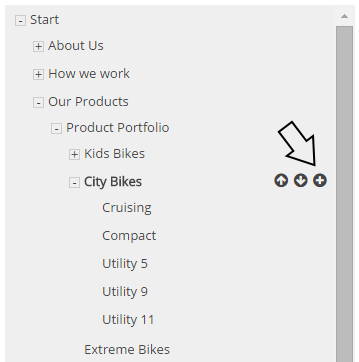 Start
About Us
How we work
Our Products
Product Portfolio
Kids Bikes
City Bikes
Cruising
Compact
Utility 5
Utility 9
Utility 11
Extreme Bikes